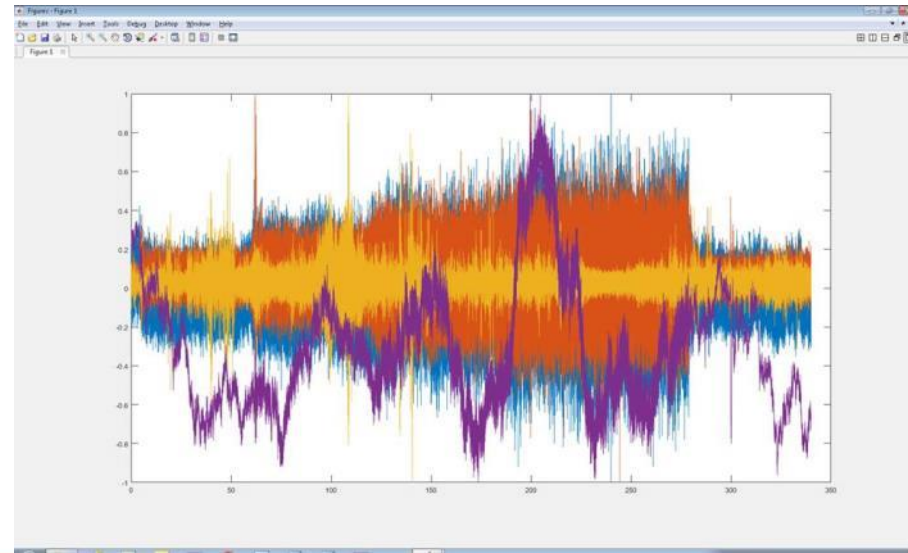 Figures - Figure 1
File Edit View Insert Tools Debug Desktop Window Help
Figure 1
1
0.8
0.6
0.4
0.2
0
-0.2
-0.4
-0.6
-0.8
-1
0 50 100 150 200 250 300 350